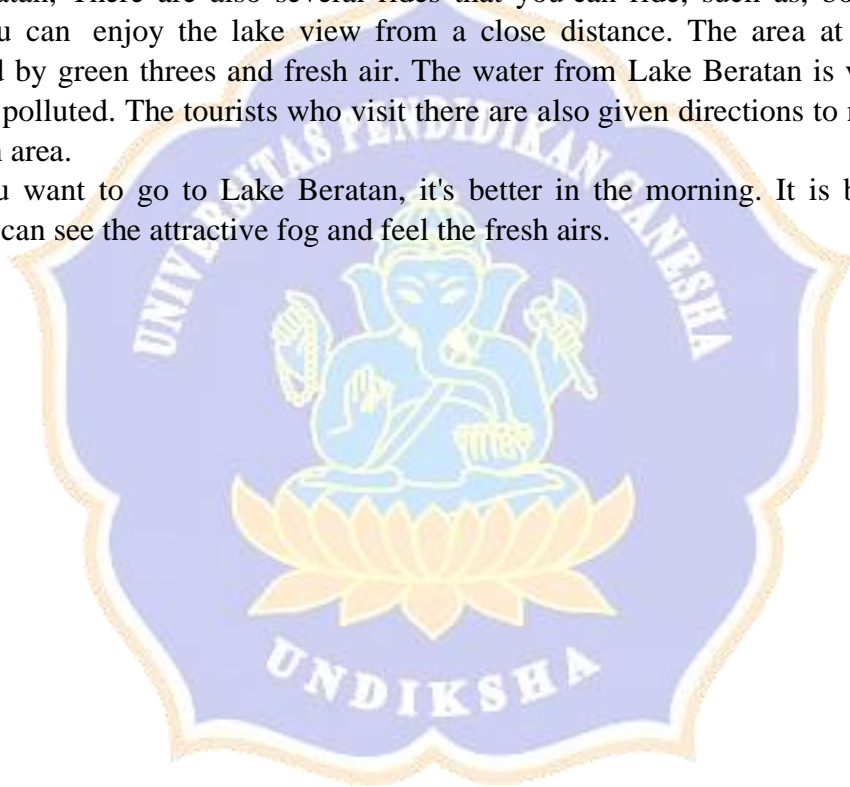 There are also several rides that you can ride, such as,
can enjoy the lake view from a close distance. The area at
by green threes and fresh air. The water from Lake Beratan is
polluted. The tourists who visit there are also given directions to
area.
want to go to Lake Beratan, it's better in the morning. It is
can see the attractive fog and feel the fresh airs.
UNIVERSITAS PENDIDIKAN GANESHA
UNDIKSHA